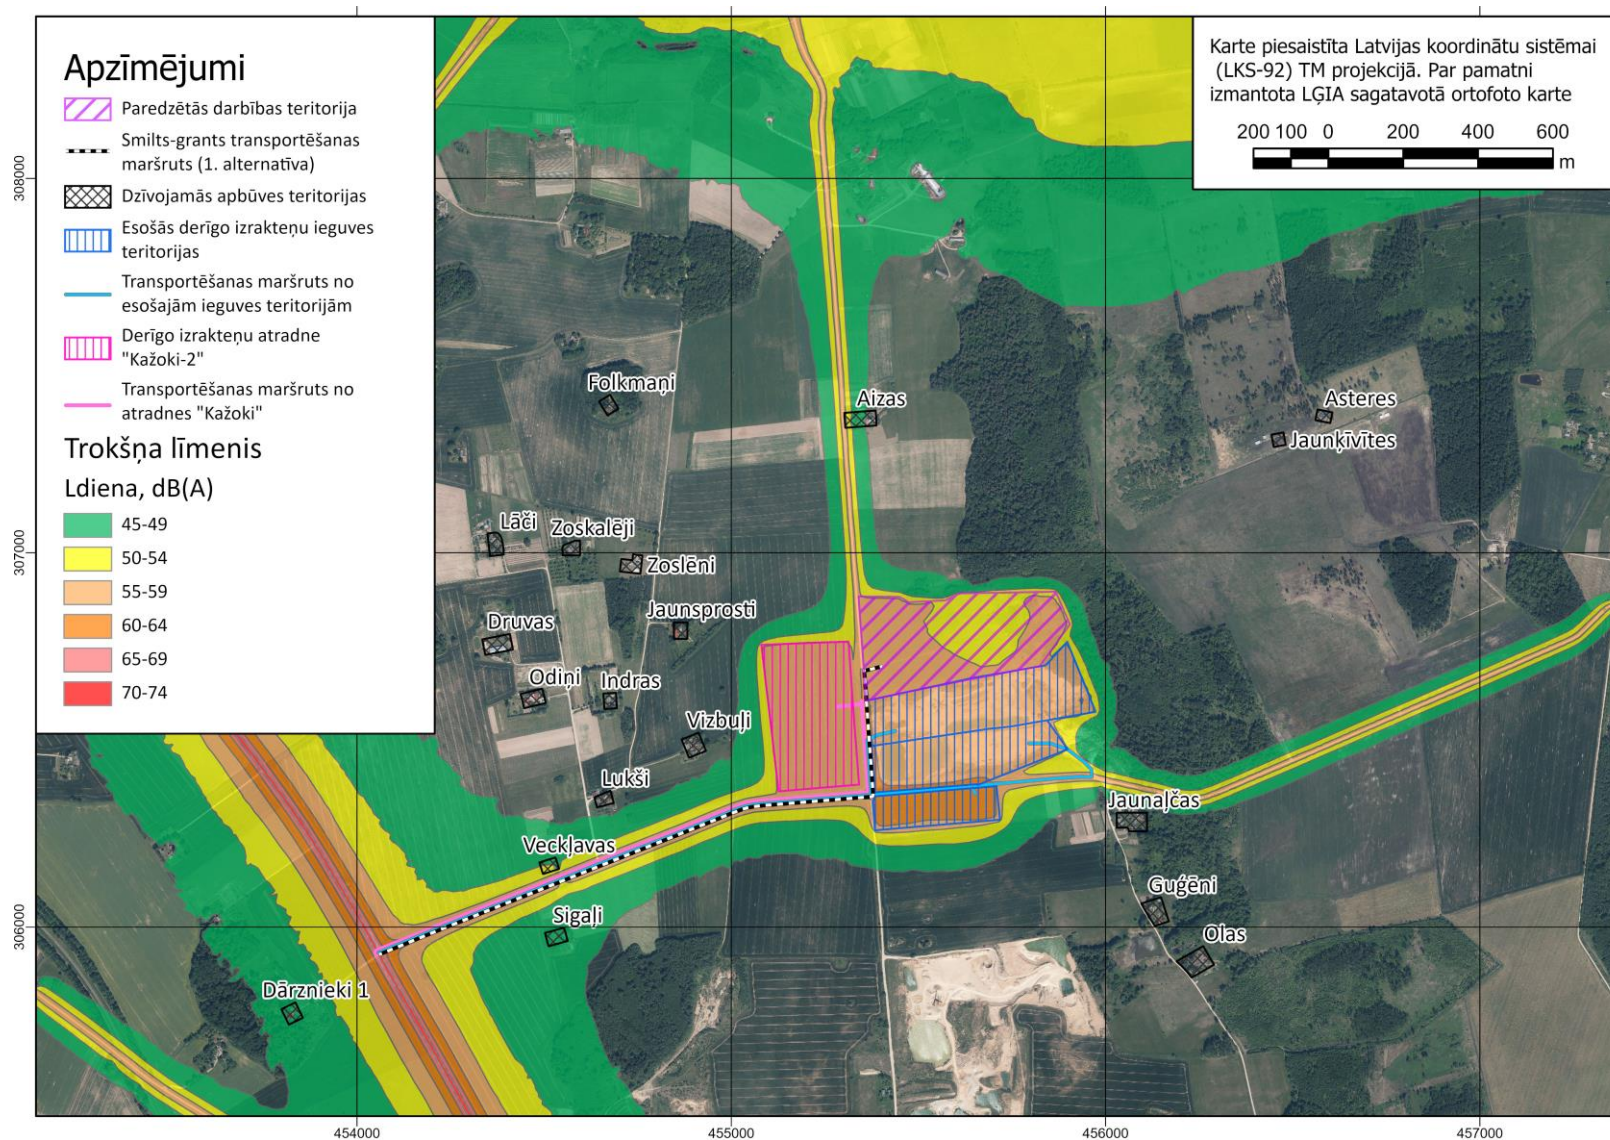 Apzīmējumi
Paredzētās darbības teritorija
Smilts-grants transportēšanas
maršruts (1. alternatīva)
Dzīvojamās apbūves teritorijas
Esošās derīgo izrakteņu ieguves
teritorijas
Transportēšanas maršruts no
esošajām ieguves teritorijām
Derīgo izrakteņu atradne
"Kažoki-2"
Transportēšanas maršruts no
atradnes "Kažoki"
Trokšņa līmenis
Ldiena, dB(A)
45-49
50-54
55-59
60-64
65-69
70-74
Karte piesaistīta Latvijas koordinātu sistēmai
(LKS-92) TM projekcijā. Par pamatni
izmantota LĢIA sagatavotā ortofoto karte
200 100 0 200 400 600
m
308000
307000
306000
Folkmaņi
Aizas
Asteres
Jaunķīvītes
Lāči
Zoskalēji
Zoslēni
Jaunsprosti
Druvas
Odiņi
Indras
Vizbuļi
Lukši
Veckļavas
Sigaļi
Dārznieki 1
Jaunaļčas
Guģēni
Olas
454000
455000
456000
457000